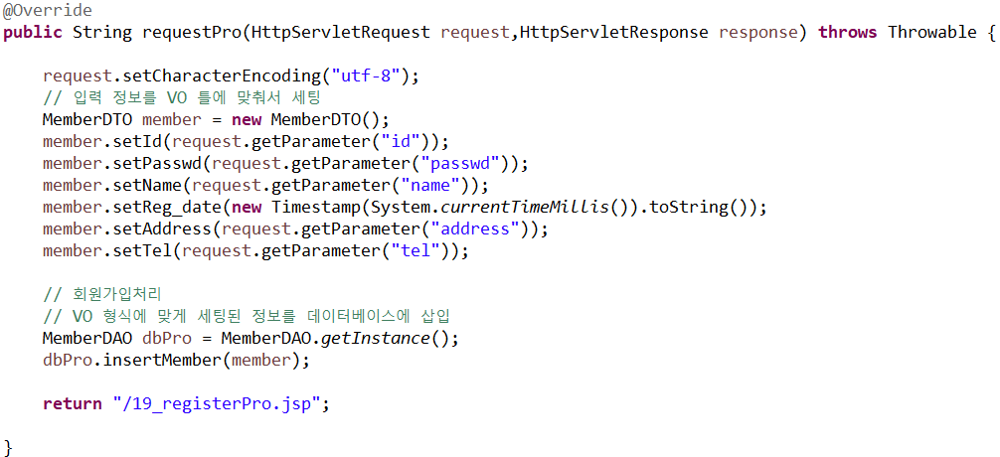 @Override
public String requestPro(HttpServletRequest request,HttpServletResponse response) throws Throwable {
request.setCharacterEncoding("utf-8");
// 입력 정보를 VO 틀에 맞춰서 세팅
MemberDTO member = new MemberDTO();
member.setId(request.getParameter("id"));
member.setPasswd(request.getParameter("passwd"));
member.setName(request.getParameter("name"));
member.setReg_date(new Timestamp(System.currentTimeMillis()).toString());
member.setAddress(request.getParameter("address"));
member.setTel(request.getParameter("tel"));
// 회원가입처리
// VO 형식에 맞게 세팅된 정보를 데이터베이스에 삽입
MemberDAO dbPro = MemberDAO.getInstance();
dbPro.insertMember(member);
return "/19_registerPro.jsp";
}